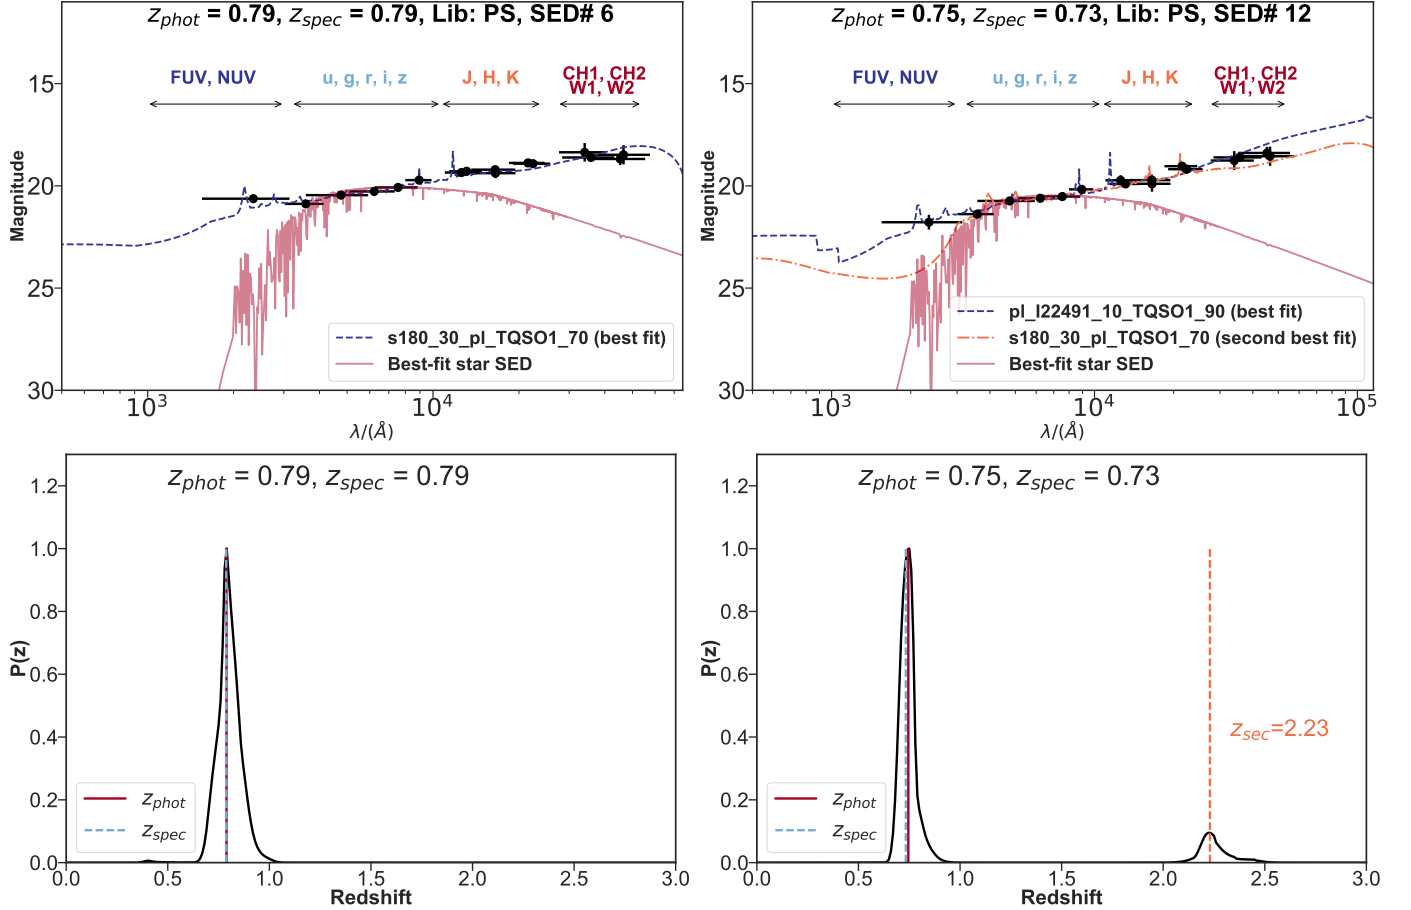 z_phot = 0.79, z_spec = 0.79, Lib: PS, SED# 6
FUV, NUV
u, g, r, i, z
J, H, K
CH1, CH2
W1, W2
15
20
25
30
Magnitude
s180_30_pl_TQSO1_70 (best fit)
Best-fit star SED
10^3
10^4
λ/(Å)
z_phot = 0.75, z_spec = 0.73, Lib: PS, SED# 12
FUV, NUV
u, g, r, i, z
J, H, K
CH1, CH2
W1, W2
15
20
25
30
Magnitude
pl_I22491_10_TQSO1_90 (best fit)
s180_30_pl_TQSO1_70 (second best fit)
Best-fit star SED
10^3
10^4
10^5
λ/(Å)
z_phot = 0.79, z_spec = 0.79
1.2
1.0
0.8
0.6
0.4
0.2
0.0
P(z)
z_phot
z_spec
0.0 0.5 1.0 1.5 2.0 2.5 3.0
Redshift
z_phot = 0.75, z_spec = 0.73
1.2
1.0
0.8
0.6
0.4
0.2
0.0
P(z)
z_sec=2.23
z_phot
z_spec
0.0 0.5 1.0 1.5 2.0 2.5 3.0
Redshift